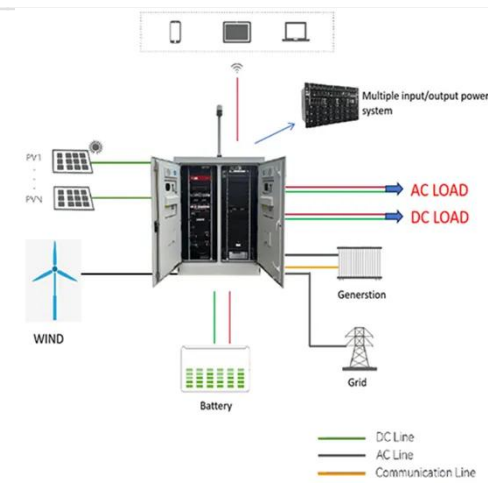 Multiple input/output power
system
PV1
PVN
AC LOAD
DC LOAD
WIND
Generstion
Grid
Battery
DC Line
AC Line
Communication Line